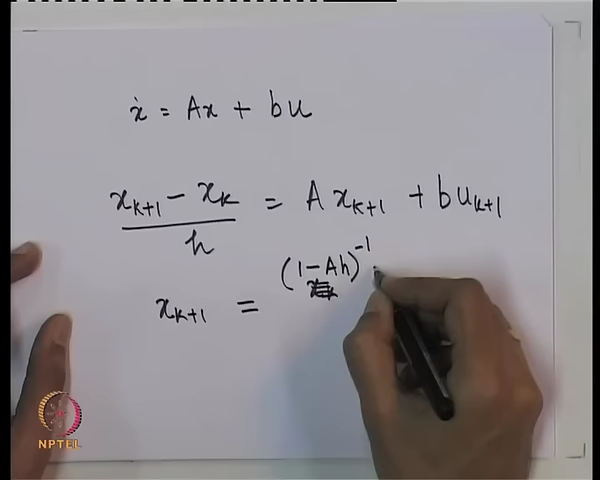 ẋ = Ax + bu
(x_{k+1} - x_k)/h = A x_{k+1} + b u_{k+1}
x_{k+1} = (1-Ah)^{-1}
NPTEL